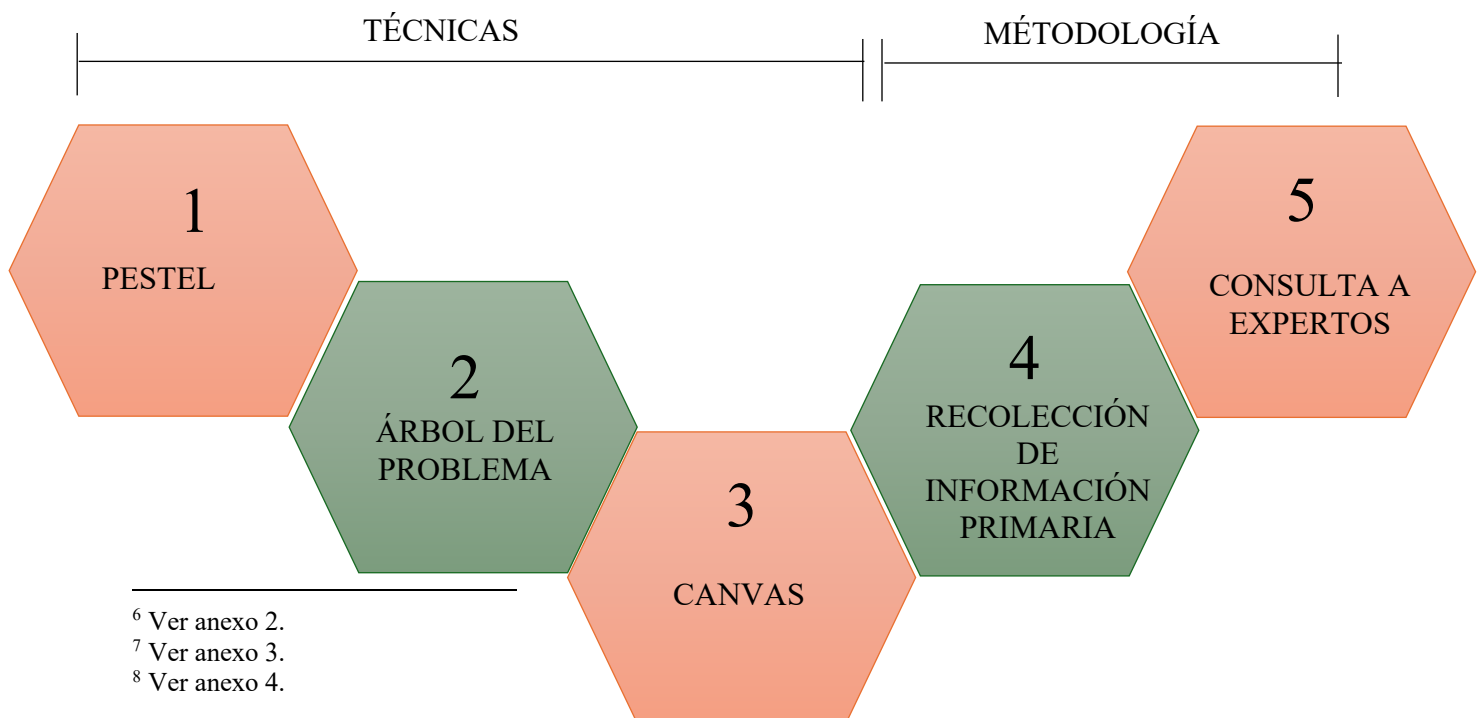 TÉCNICAS
MÉTODOLOGÍA
1
PESTEL
2
ÁRBOL DEL
PROBLEMA
3
CANVAS
4
RECOLECCIÓN
DE
INFORMACIÓN
PRIMARIA
5
CONSULTA A
EXPERTOS
6 Ver anexo 2.
7 Ver anexo 3.
8 Ver anexo 4.